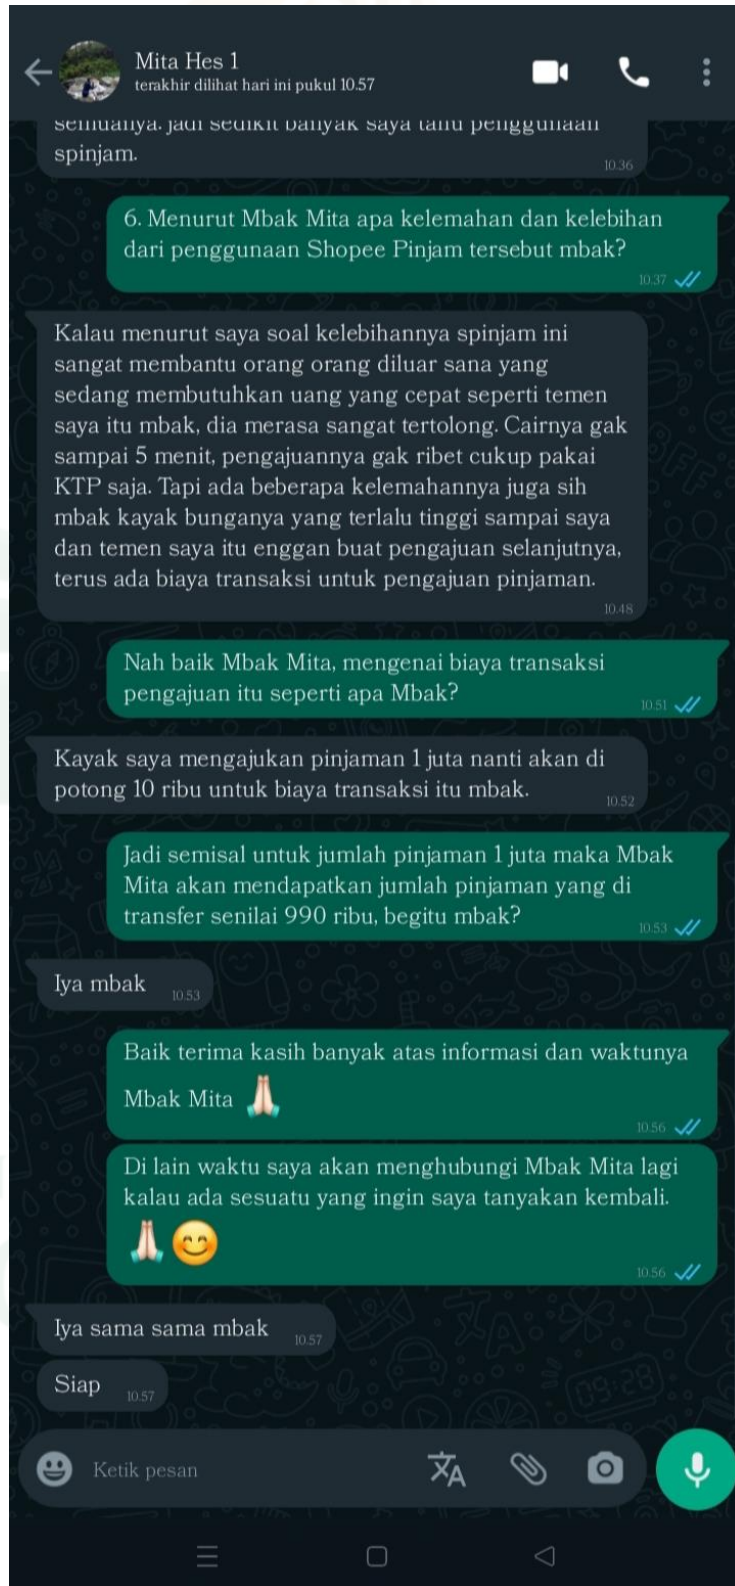 Mita Hes 1
terakhir dilihat hari ini pukul 10.57
semuanya. jadi sedikit banyak saya tahu penggunaan
spinjam.
10.36
6. Menurut Mbak Mita apa kelemahan dan kelebihan
dari penggunaan Shopee Pinjam tersebut mbak?
10.37
Kalau menurut saya soal kelebihannya spinjam ini
sangat membantu orang orang diluar sana yang
sedang membutuhkan uang yang cepat seperti temen
saya itu mbak, dia merasa sangat tertolong. Cairnya gak
sampai 5 menit, pengajuannya gak ribet cukup pakai
KTP saja. Tapi ada beberapa kelemahannya juga sih
mbak kayak bunganya yang terlalu tinggi sampai saya
dan temen saya itu enggan buat pengajuan selanjutnya,
terus ada biaya transaksi untuk pengajuan pinjaman.
10.48
Nah baik Mbak Mita, mengenai biaya transaksi
pengajuan itu seperti apa Mbak?
10.51
Kayak saya mengajukan pinjaman 1 juta nanti akan di
potong 10 ribu untuk biaya transaksi itu mbak.
10.52
Jadi semisal untuk jumlah pinjaman 1 juta maka Mbak
Mita akan mendapatkan jumlah pinjaman yang di
transfer senilai 990 ribu, begitu mbak?
10.53
Iya mbak
10.53
Baik terima kasih banyak atas informasi dan waktunya
Mbak Mita 🙏🏻
10.56
Di lain waktu saya akan menghubungi Mbak Mita lagi
kalau ada sesuatu yang ingin saya tanyakan kembali.
🙏🏻😊
10.56
Iya sama sama mbak
10.57
Siap
10.57
Ketik pesan